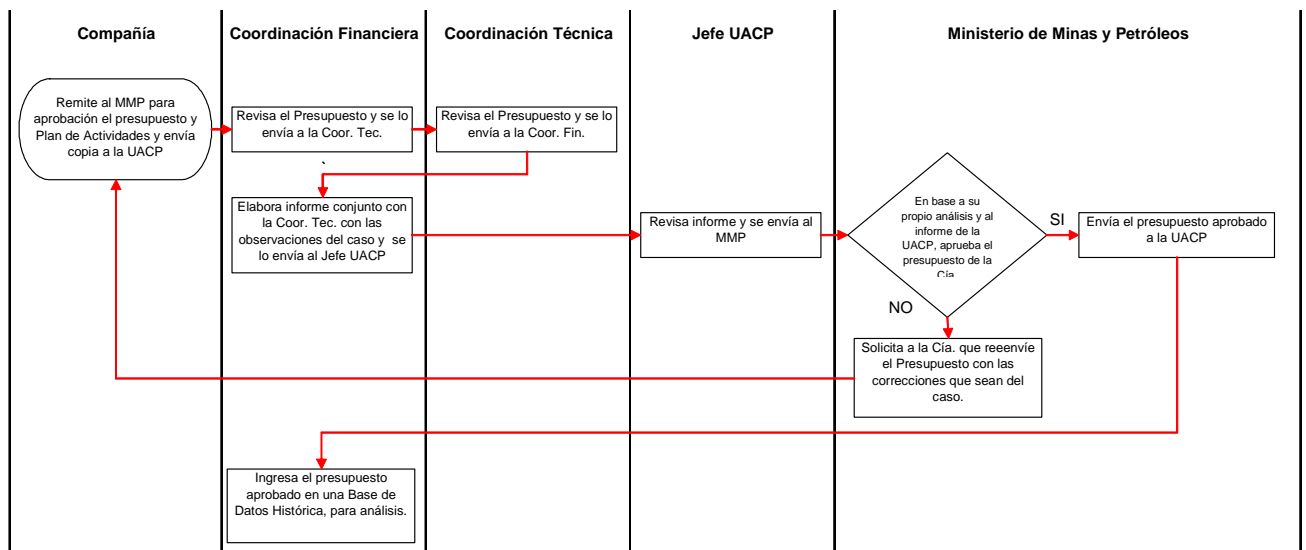 Compañía
Coordinación Financiera
Coordinación Técnica
Jefe UACP
Ministerio de Minas y Petróleos
Remite al MMP para
aprobación el presupuesto y
Plan de Actividades y envía
copia a la UACP
Revisa el Presupuesto y se lo
envía a la Coor. Tec.
Revisa el Presupuesto y se lo
envía a la Coor. Fin.
`
Elabora informe conjunto con
la Coor. Tec. con las
observaciones del caso y se
lo envía al Jefe UACP
Revisa informe y se envía al
MMP
En base a su
propio análisis y al
informe de la
UACP, aprueba el
presupuesto de la
Cía.
SI
Envía el presupuesto aprobado
a la UACP
NO
Solicita a la Cía. que reeenvíe
el Presupuesto con las
correcciones que sean del
caso.
Ingresa el presupuesto
aprobado en una Base de
Datos Histórica, para análisis.